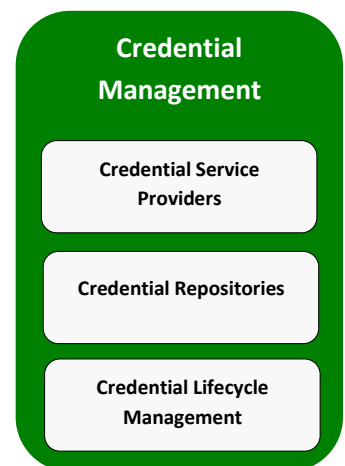 Credential
Management
Credential Service
Providers
Credential Repositories
Credential Lifecycle
Management